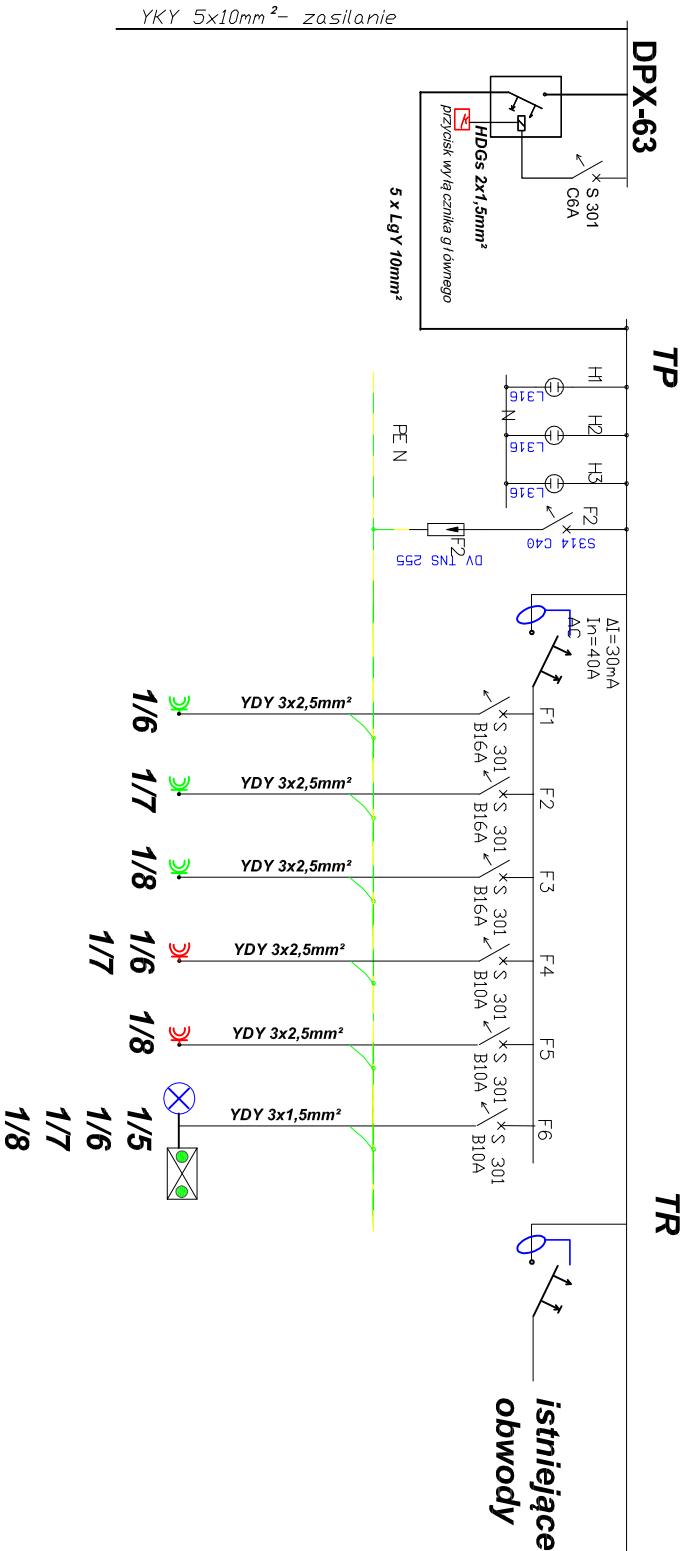 YKY 5x10mm²- zasilanie
DPX-63
S 301
C6A
HDGs 2x1,5mm²
przycisk wyłącznika głównego
5 x LgY 10mm²
TP
H1
L316
N
H2
L316
H3
L316
PE N
F2
S314 C40
F2
DV TNS 255
ΔI=30mA
In=40A
AC
F1
S 301
B16A
YDY 3x2,5mm²
1/6
F2
S 301
B16A
YDY 3x2,5mm²
1/7
F3
S 301
B16A
YDY 3x2,5mm²
1/8
F4
S 301
B10A
YDY 3x2,5mm²
1/6
1/7
F5
S 301
B10A
YDY 3x2,5mm²
1/8
F6
S 301
B10A
YDY 3x1,5mm²
1/5
1/6
1/7
1/8
TR
istniejące
obwody